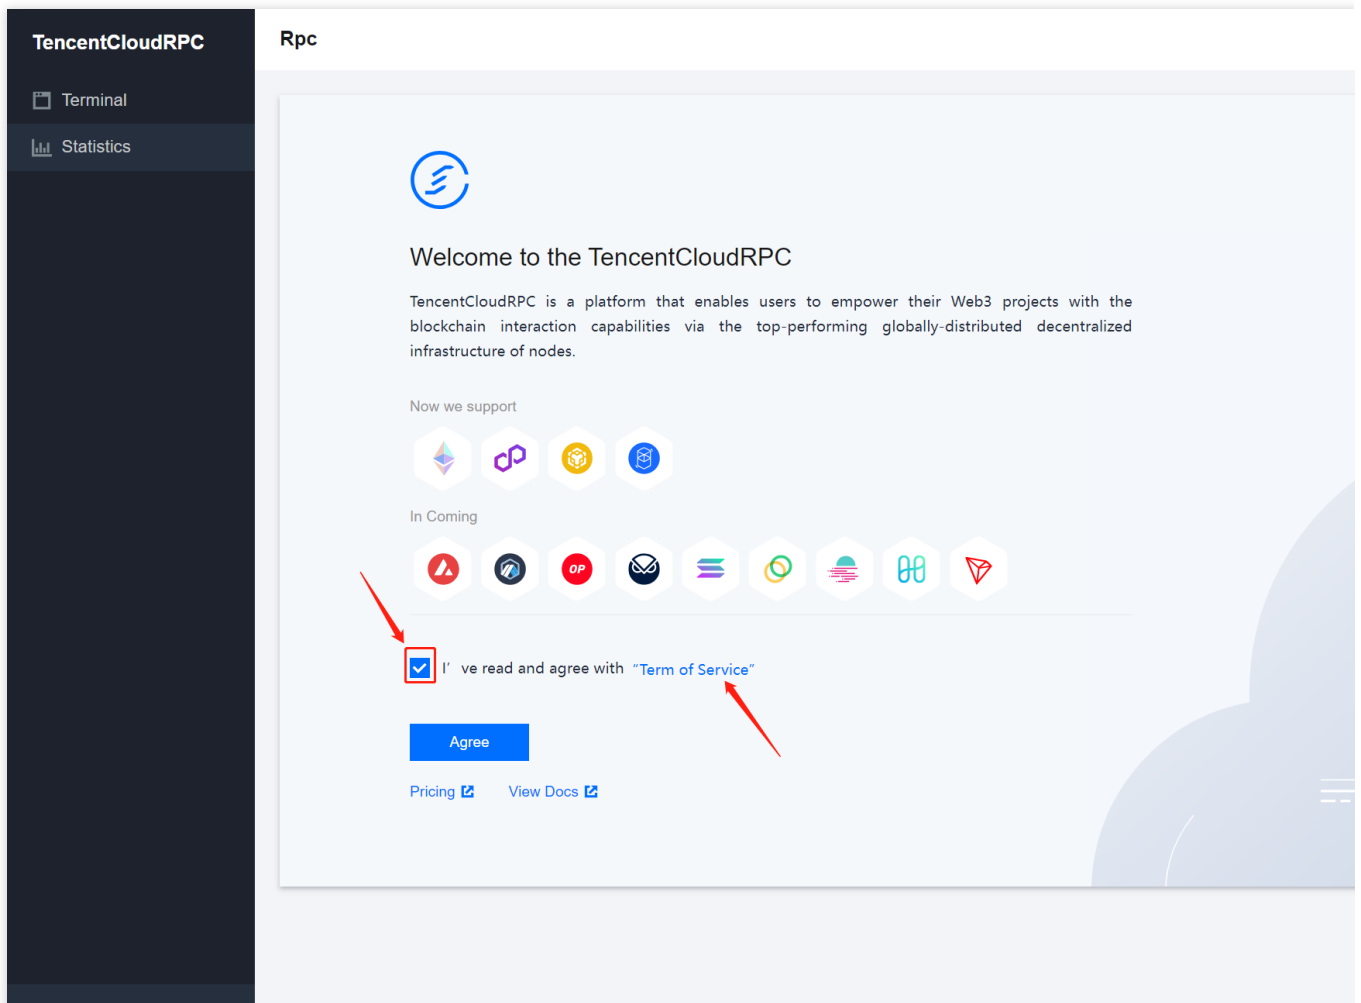 TencentCloudRPC
Terminal
Statistics
Rpc
Welcome to the TencentCloudRPC
TencentCloudRPC is a platform that enables users to empower their Web3 projects with the
blockchain interaction capabilities via the top-performing globally-distributed decentralized
infrastructure of nodes.
Now we support
In Coming
OP
I’ ve read and agree with “Term of Service”
Agree
Pricing
View Docs